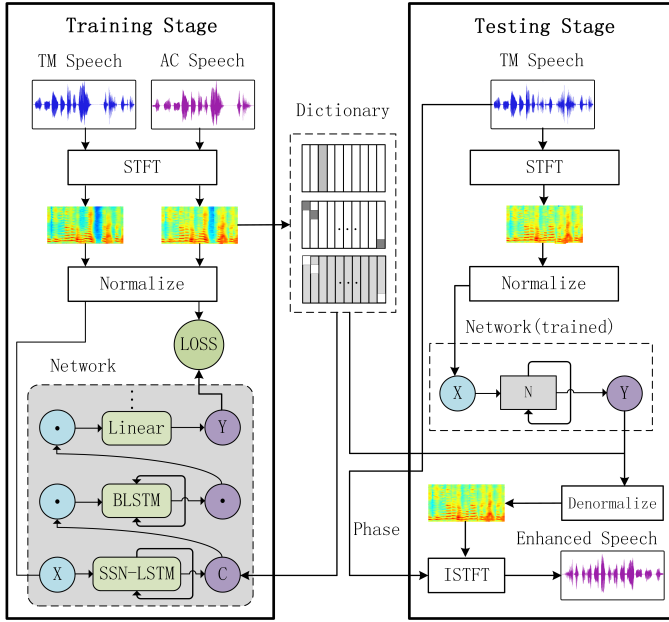 Training Stage
TM Speech
AC Speech
STFT
Normalize
LOSS
Network
Linear
Y
BLSTM
X
SSN-LSTM
C
Dictionary
Phase
Testing Stage
TM Speech
STFT
Normalize
Network(trained)
X
N
Y
Denormalize
Enhanced Speech
ISTFT